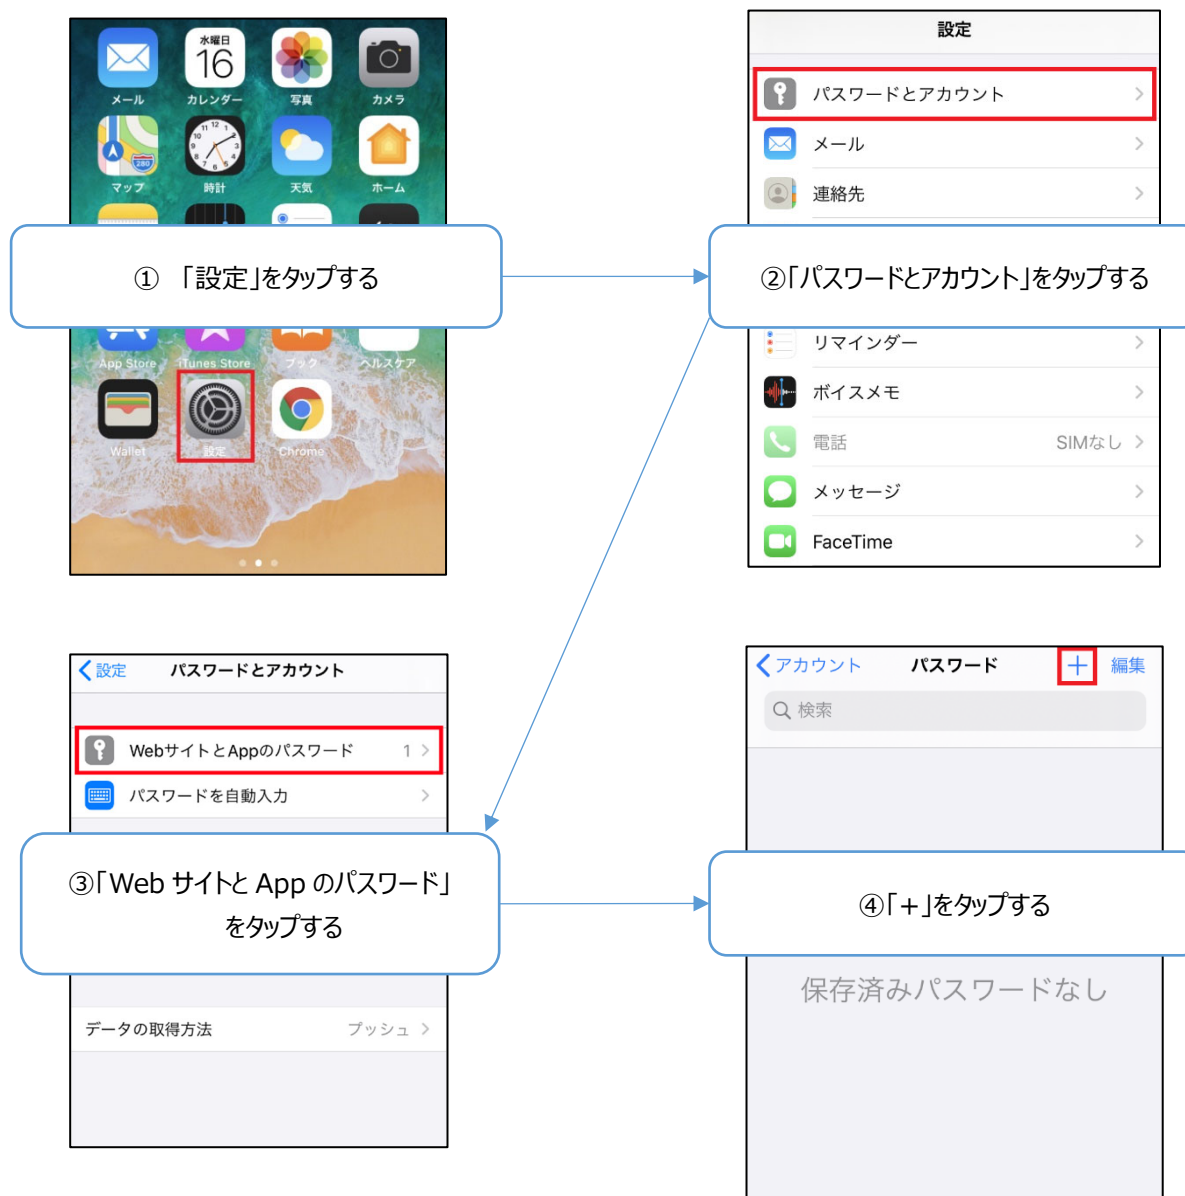 水曜日
16
メール
カレンダー
写真
カメラ
280
マップ
時計
天気
ホーム
① 「設定」をタップする
App Store
iTunes Store
ブック
ヘルスケア
Wallet
設定
Chrome
設定
パスワードとアカウント
メール
連絡先
②「パスワードとアカウント」をタップする
リマインダー
ボイスメモ
電話 SIMなし
メッセージ
FaceTime
設定 パスワードとアカウント
WebサイトとAppのパスワード 1
パスワードを自動入力
③「Web サイトと App のパスワード」
をタップする
データの取得方法 プッシュ
アカウント パスワード ＋ 編集
検索
④「+」をタップする
保存済みパスワードなし